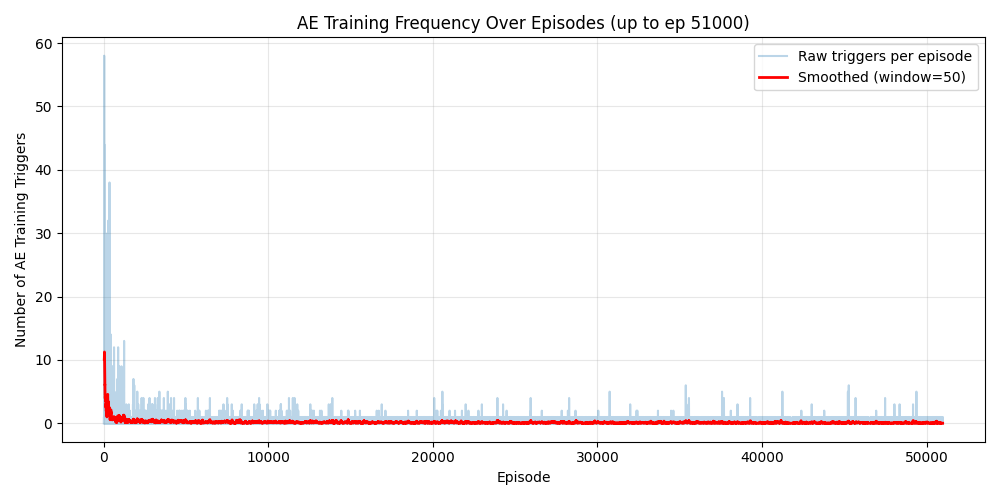 AE Training Frequency Over Episodes (up to ep 51000)
Raw triggers per episode
Smoothed (window=50)
Number of AE Training Triggers
60
50
40
30
20
10
0
0 10000 20000 30000 40000 50000
Episode